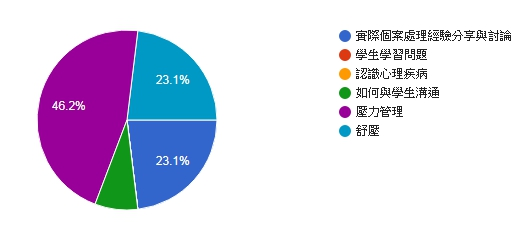 23.1%
46.2%
23.1%
實際個案處理經驗分享與討論
學生學習問題
認識心理疾病
如何與學生溝通
壓力管理
舒壓